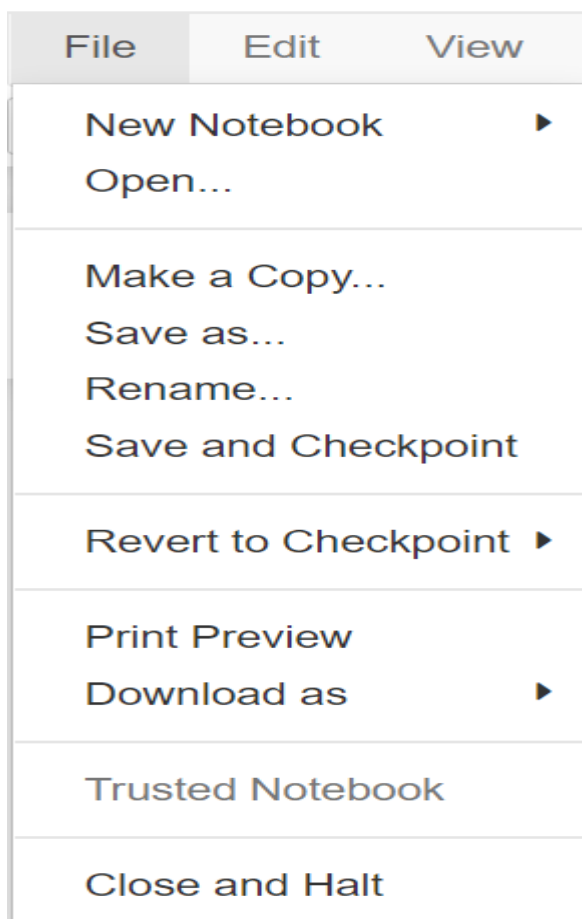 File Edit View
New Notebook
Open...
Make a Copy...
Save as...
Rename...
Save and Checkpoint
Revert to Checkpoint
Print Preview
Download as
Trusted Notebook
Close and Halt